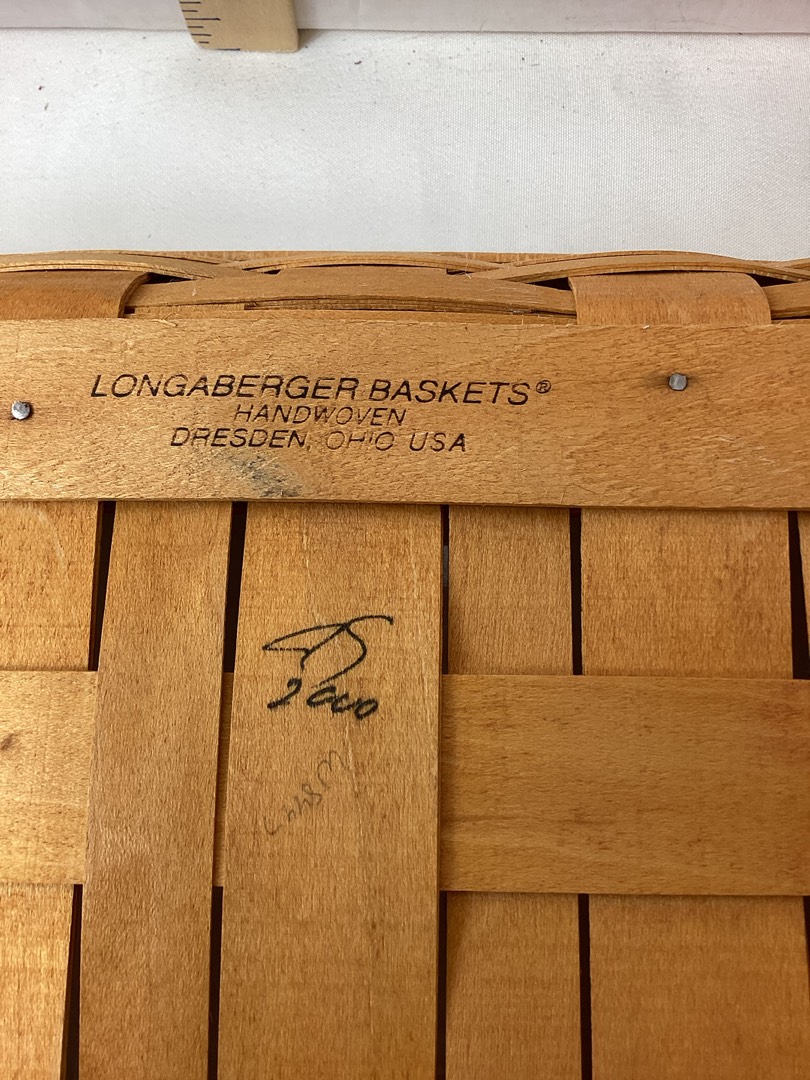 LONGABERGER BASKETS®
HANDWOVEN
DRESDEN, OHIO USA
2000